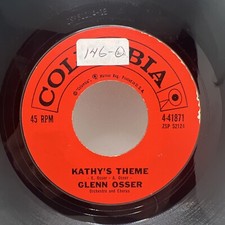 146-
COLUMBIA
45 RPM
4-41871
ZSP 52121
KATHY'S THEME
GLENN OSSER
Orchestra and Chorus